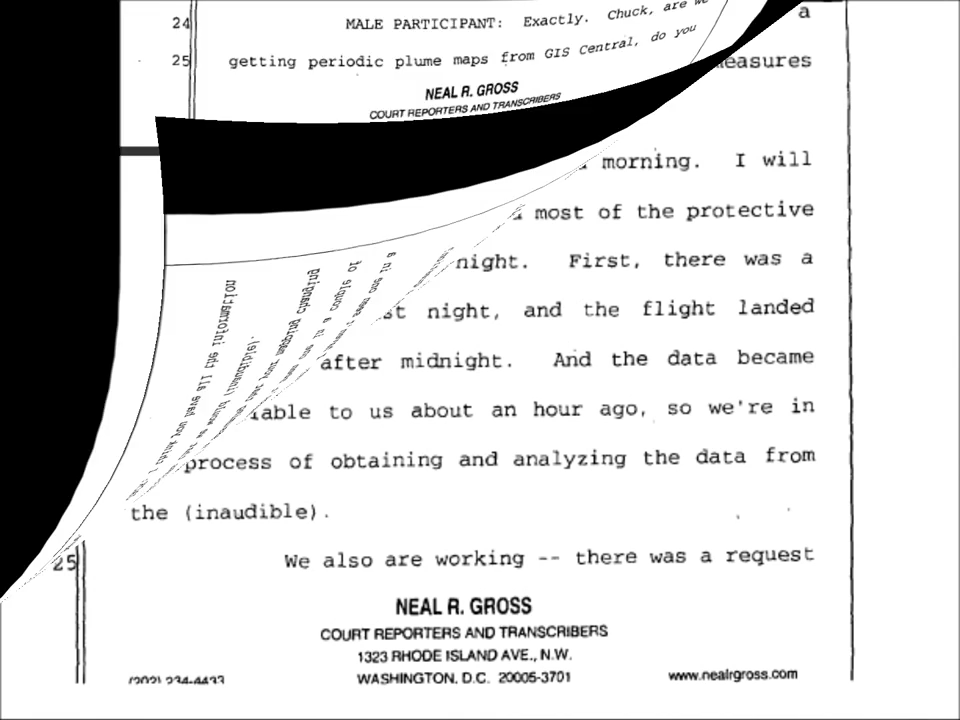 24 MALE PARTICIPANT: Exactly. Chuck, are we
25 getting periodic plume maps from GIS Central, do you
NEAL R. GROSS
COURT REPORTERS AND TRANSCRIBERS
a
measures
morning. I will
most of the protective
night. First, there was a
night, and the flight landed
after midnight. And the data became
to us about an hour ago, so we're in
process of obtaining and analyzing the data from
the (inaudible).
25 We also are working -- there was a request
NEAL R. GROSS
COURT REPORTERS AND TRANSCRIBERS
1323 RHODE ISLAND AVE., N.W.
(202) 234-4433 WASHINGTON, D.C. 20005-3701 www.nealrgross.com